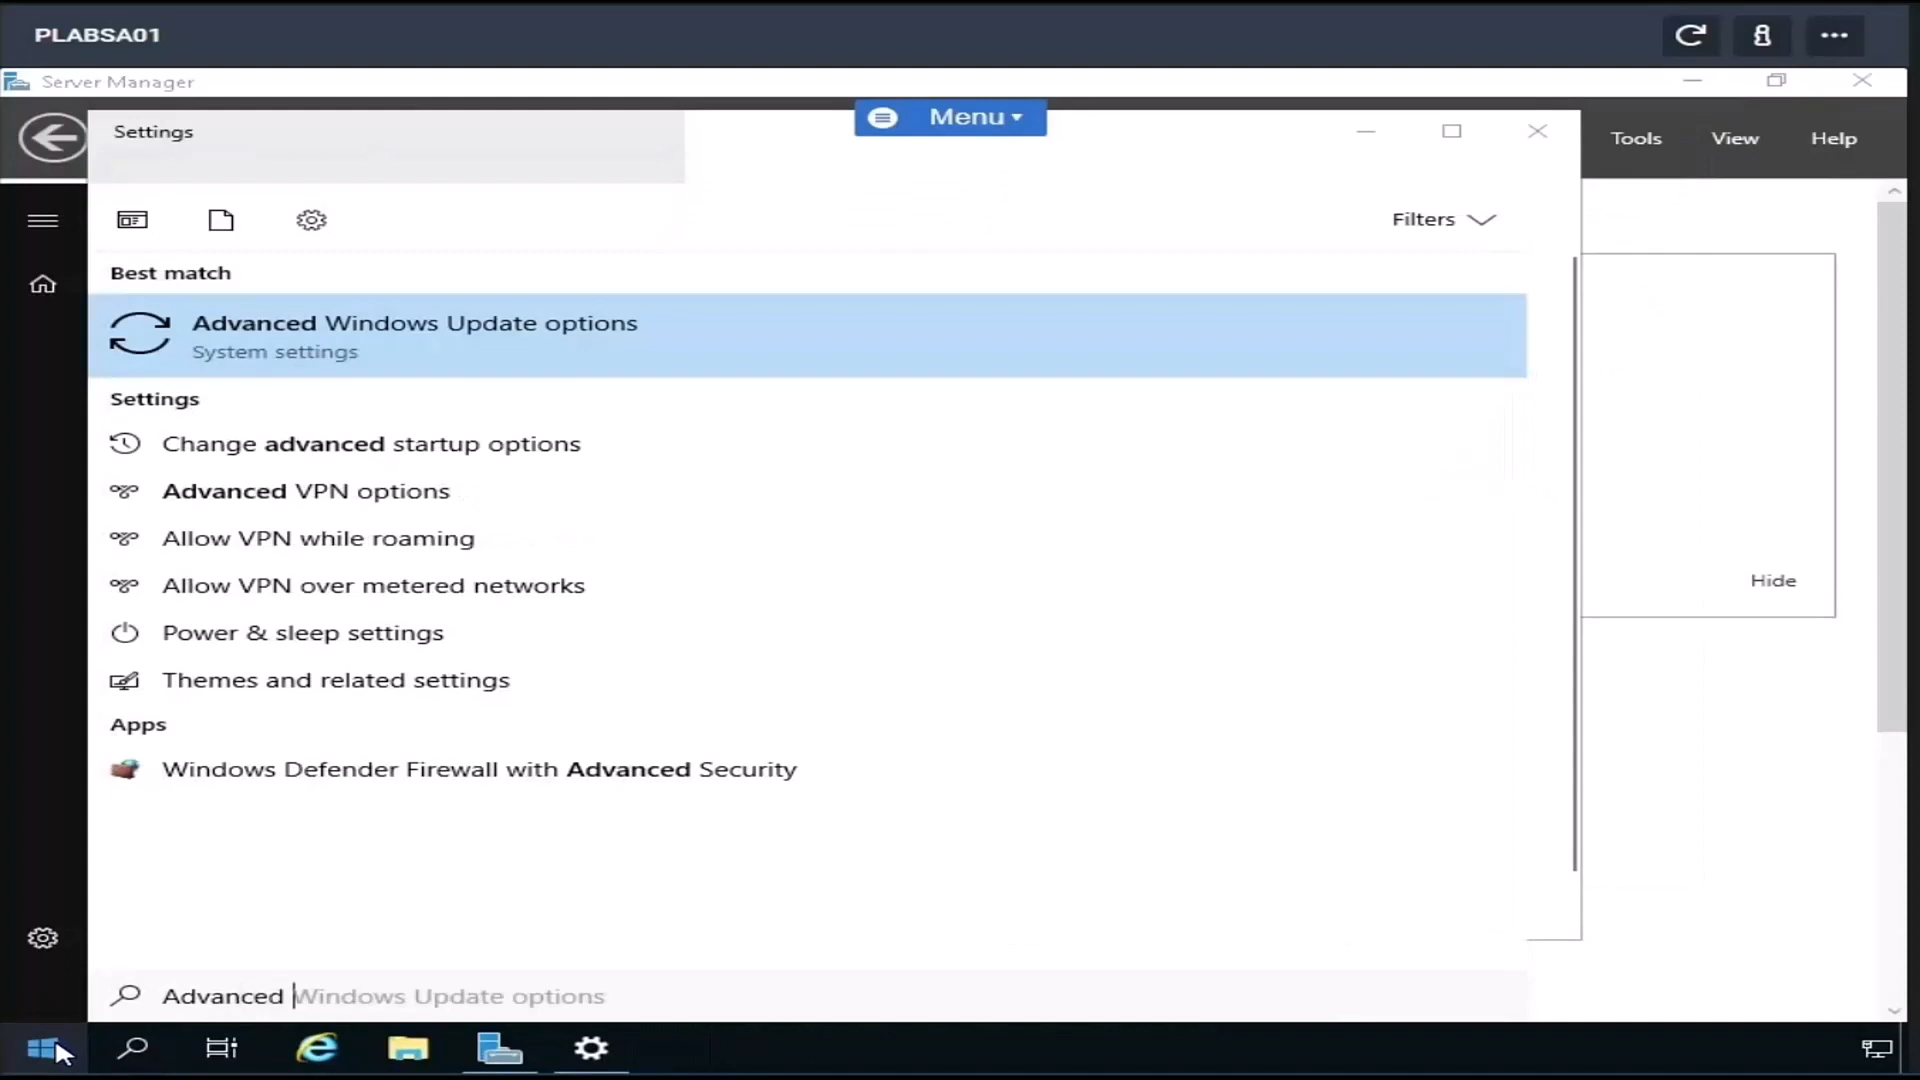 PLABSA01
Server Manager
Menu
Settings
Tools View Help
Filters
Best match
Advanced Windows Update options
System settings
Settings
Change advanced startup options
Advanced VPN options
Allow VPN while roaming
Allow VPN over metered networks
Hide
Power & sleep settings
Themes and related settings
Apps
Windows Defender Firewall with Advanced Security
Advanced Windows Update options